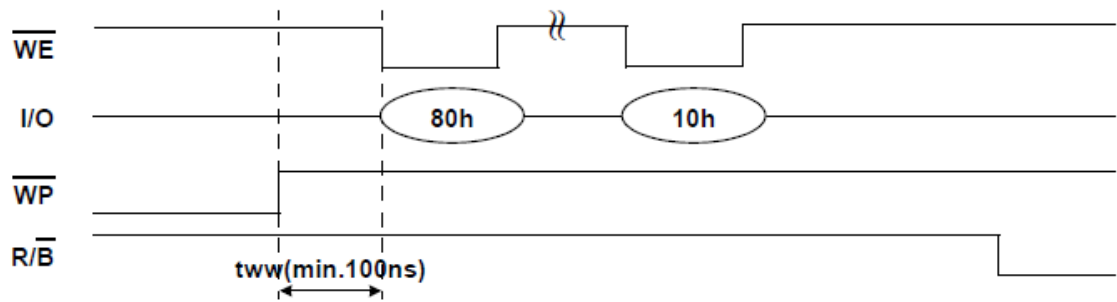 WE
I/O
80h
10h
WP
R/B
tww(min.100ns)